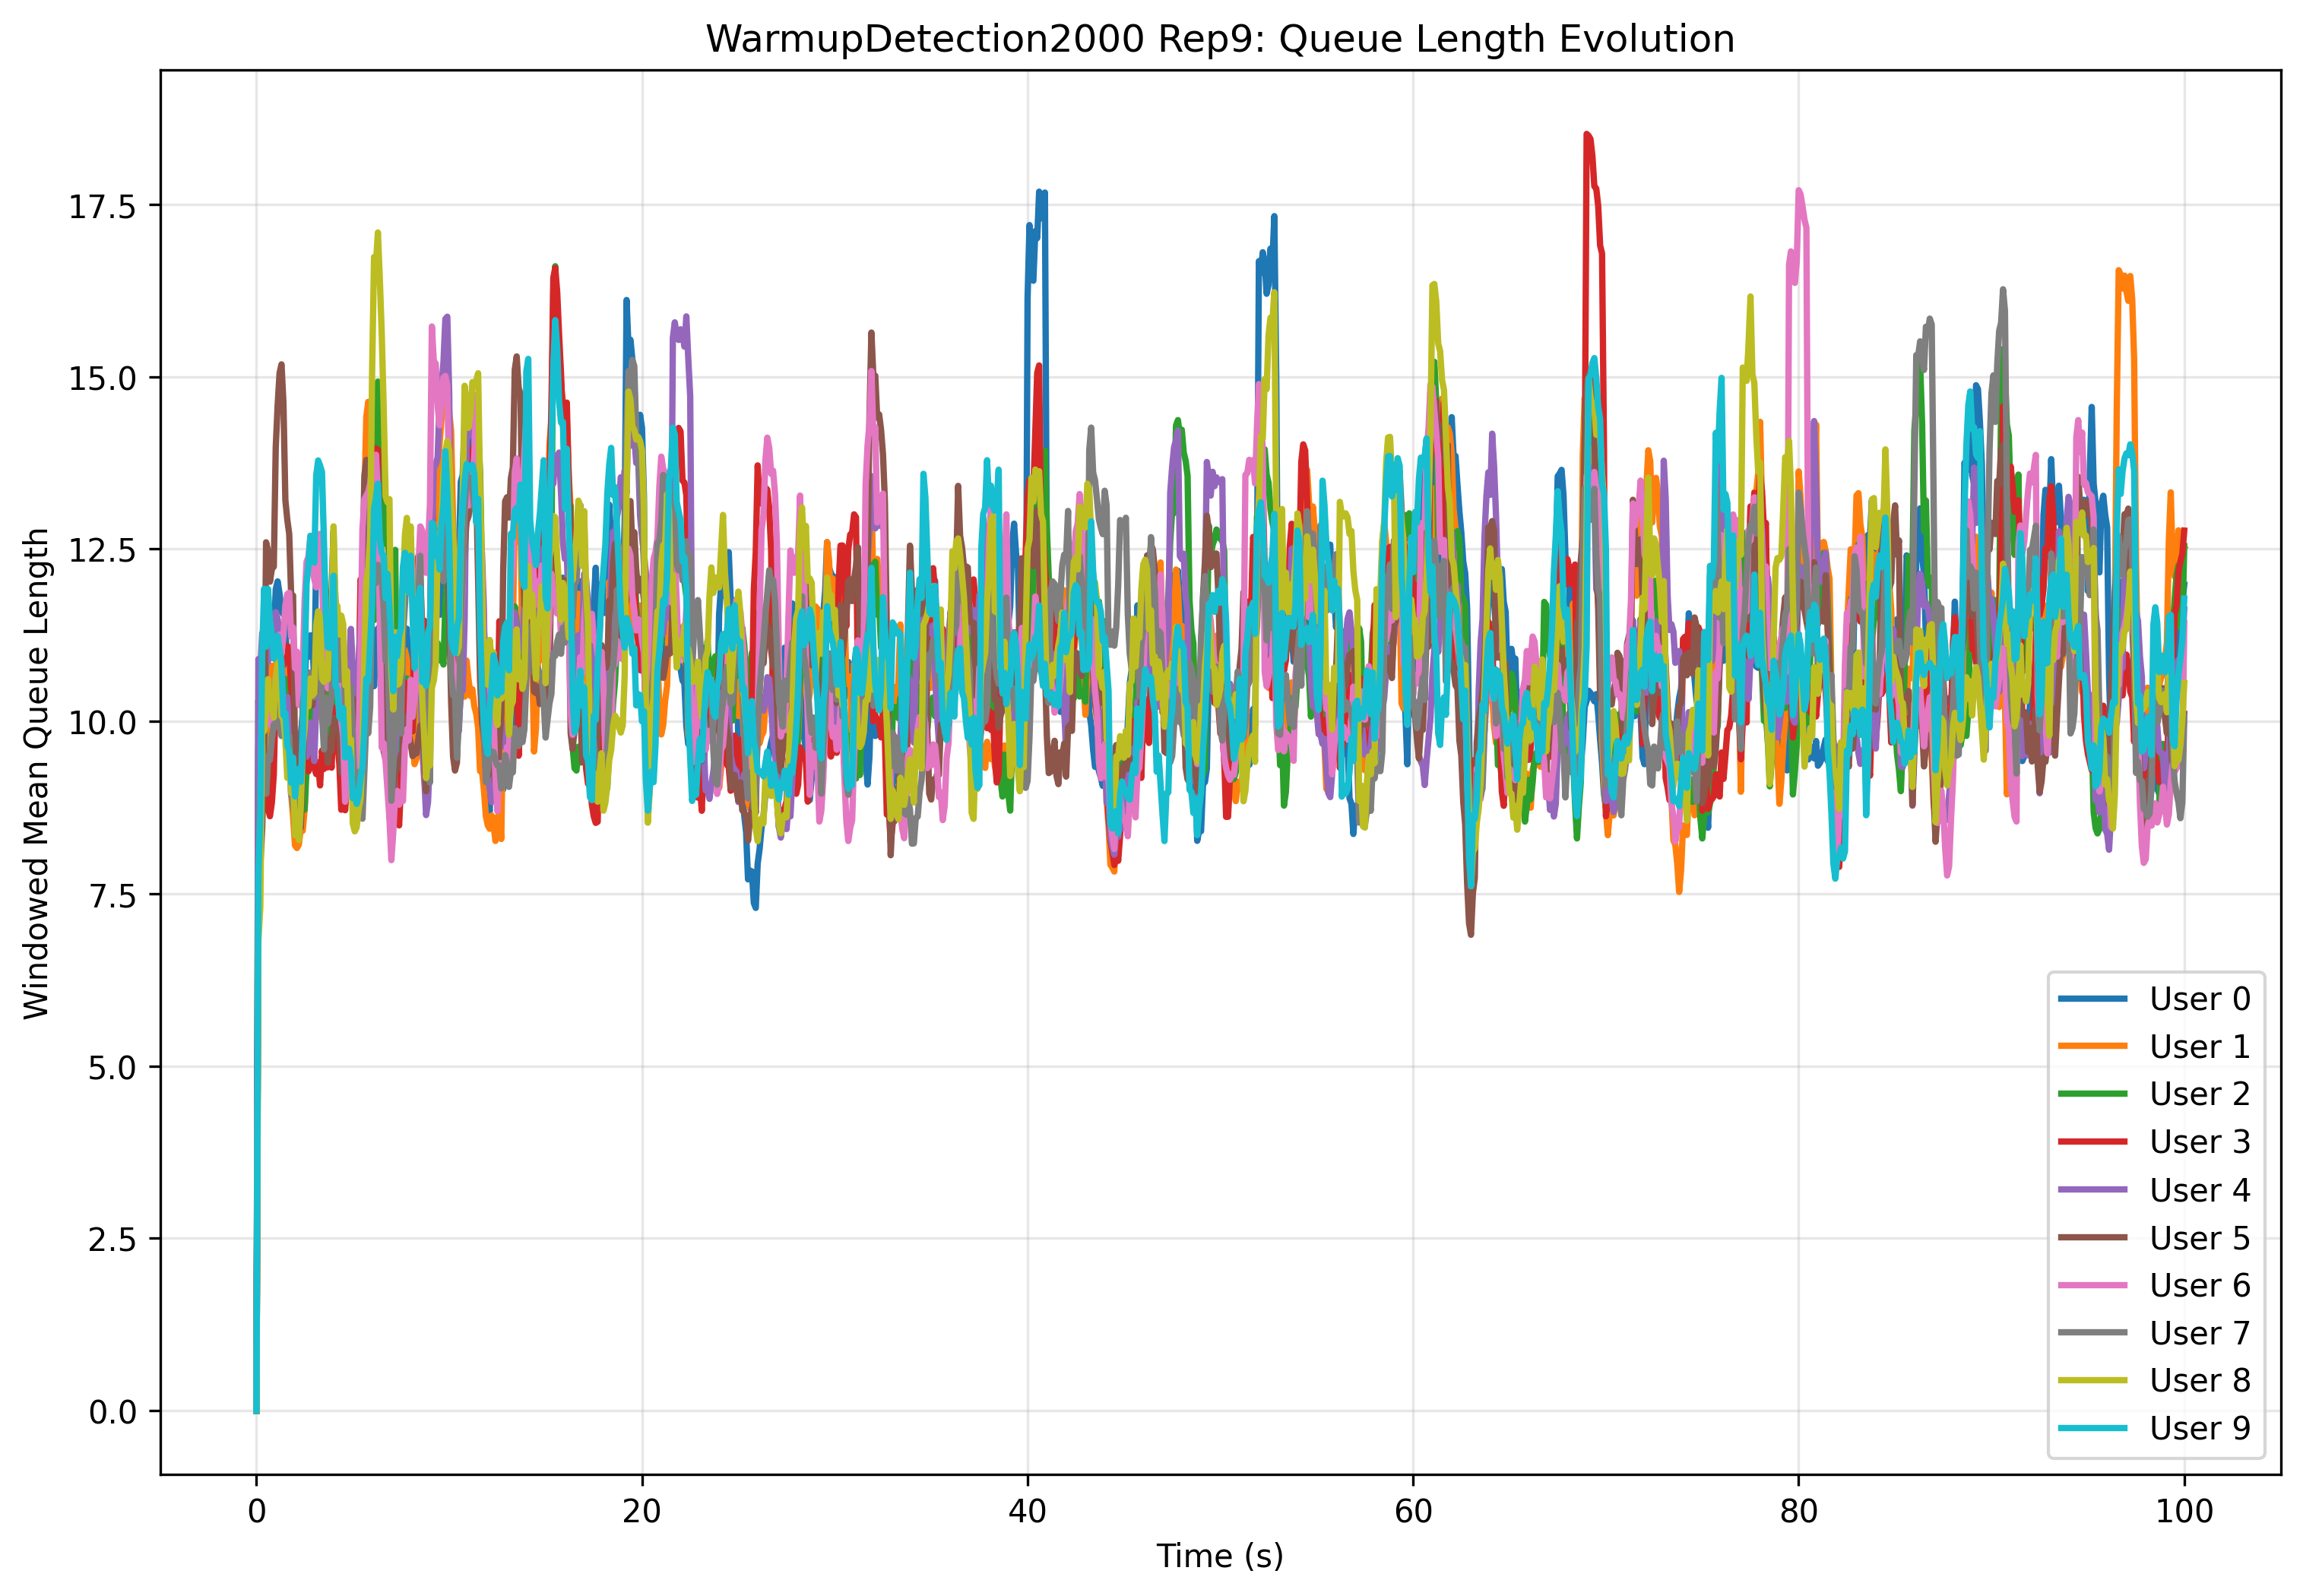 WarmupDetection2000 Rep9: Queue Length Evolution
Windowed Mean Queue Length
17.5
15.0
12.5
10.0
7.5
5.0
2.5
0.0
0
20
40
60
80
100
Time (s)
User 0
User 1
User 2
User 3
User 4
User 5
User 6
User 7
User 8
User 9